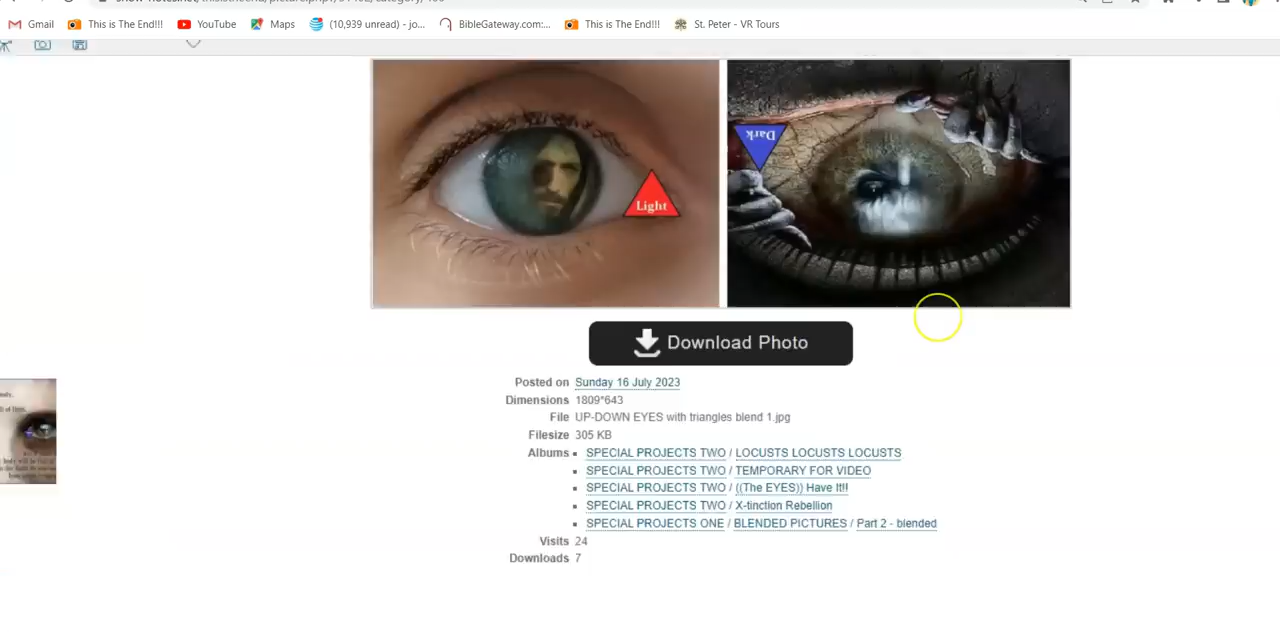 Gmail This is The End!!! YouTube Maps (10,939 unread) - jo... BibleGateway.com:... This is The End!!! St. Peter - VR Tours
Light
Dark
Download Photo
Posted on Sunday 16 July 2023
Dimensions 1809*643
File UP-DOWN EYES with triangles blend 1.jpg
Filesize 305 KB
Albums SPECIAL PROJECTS TWO / LOCUSTS LOCUSTS LOCUSTS
SPECIAL PROJECTS TWO / TEMPORARY FOR VIDEO
SPECIAL PROJECTS TWO / ((The EYES)) Have It!!
SPECIAL PROJECTS TWO / X-tinction Rebellion
SPECIAL PROJECTS ONE / BLENDED PICTURES / Part 2 - blended
Visits 24
Downloads 7